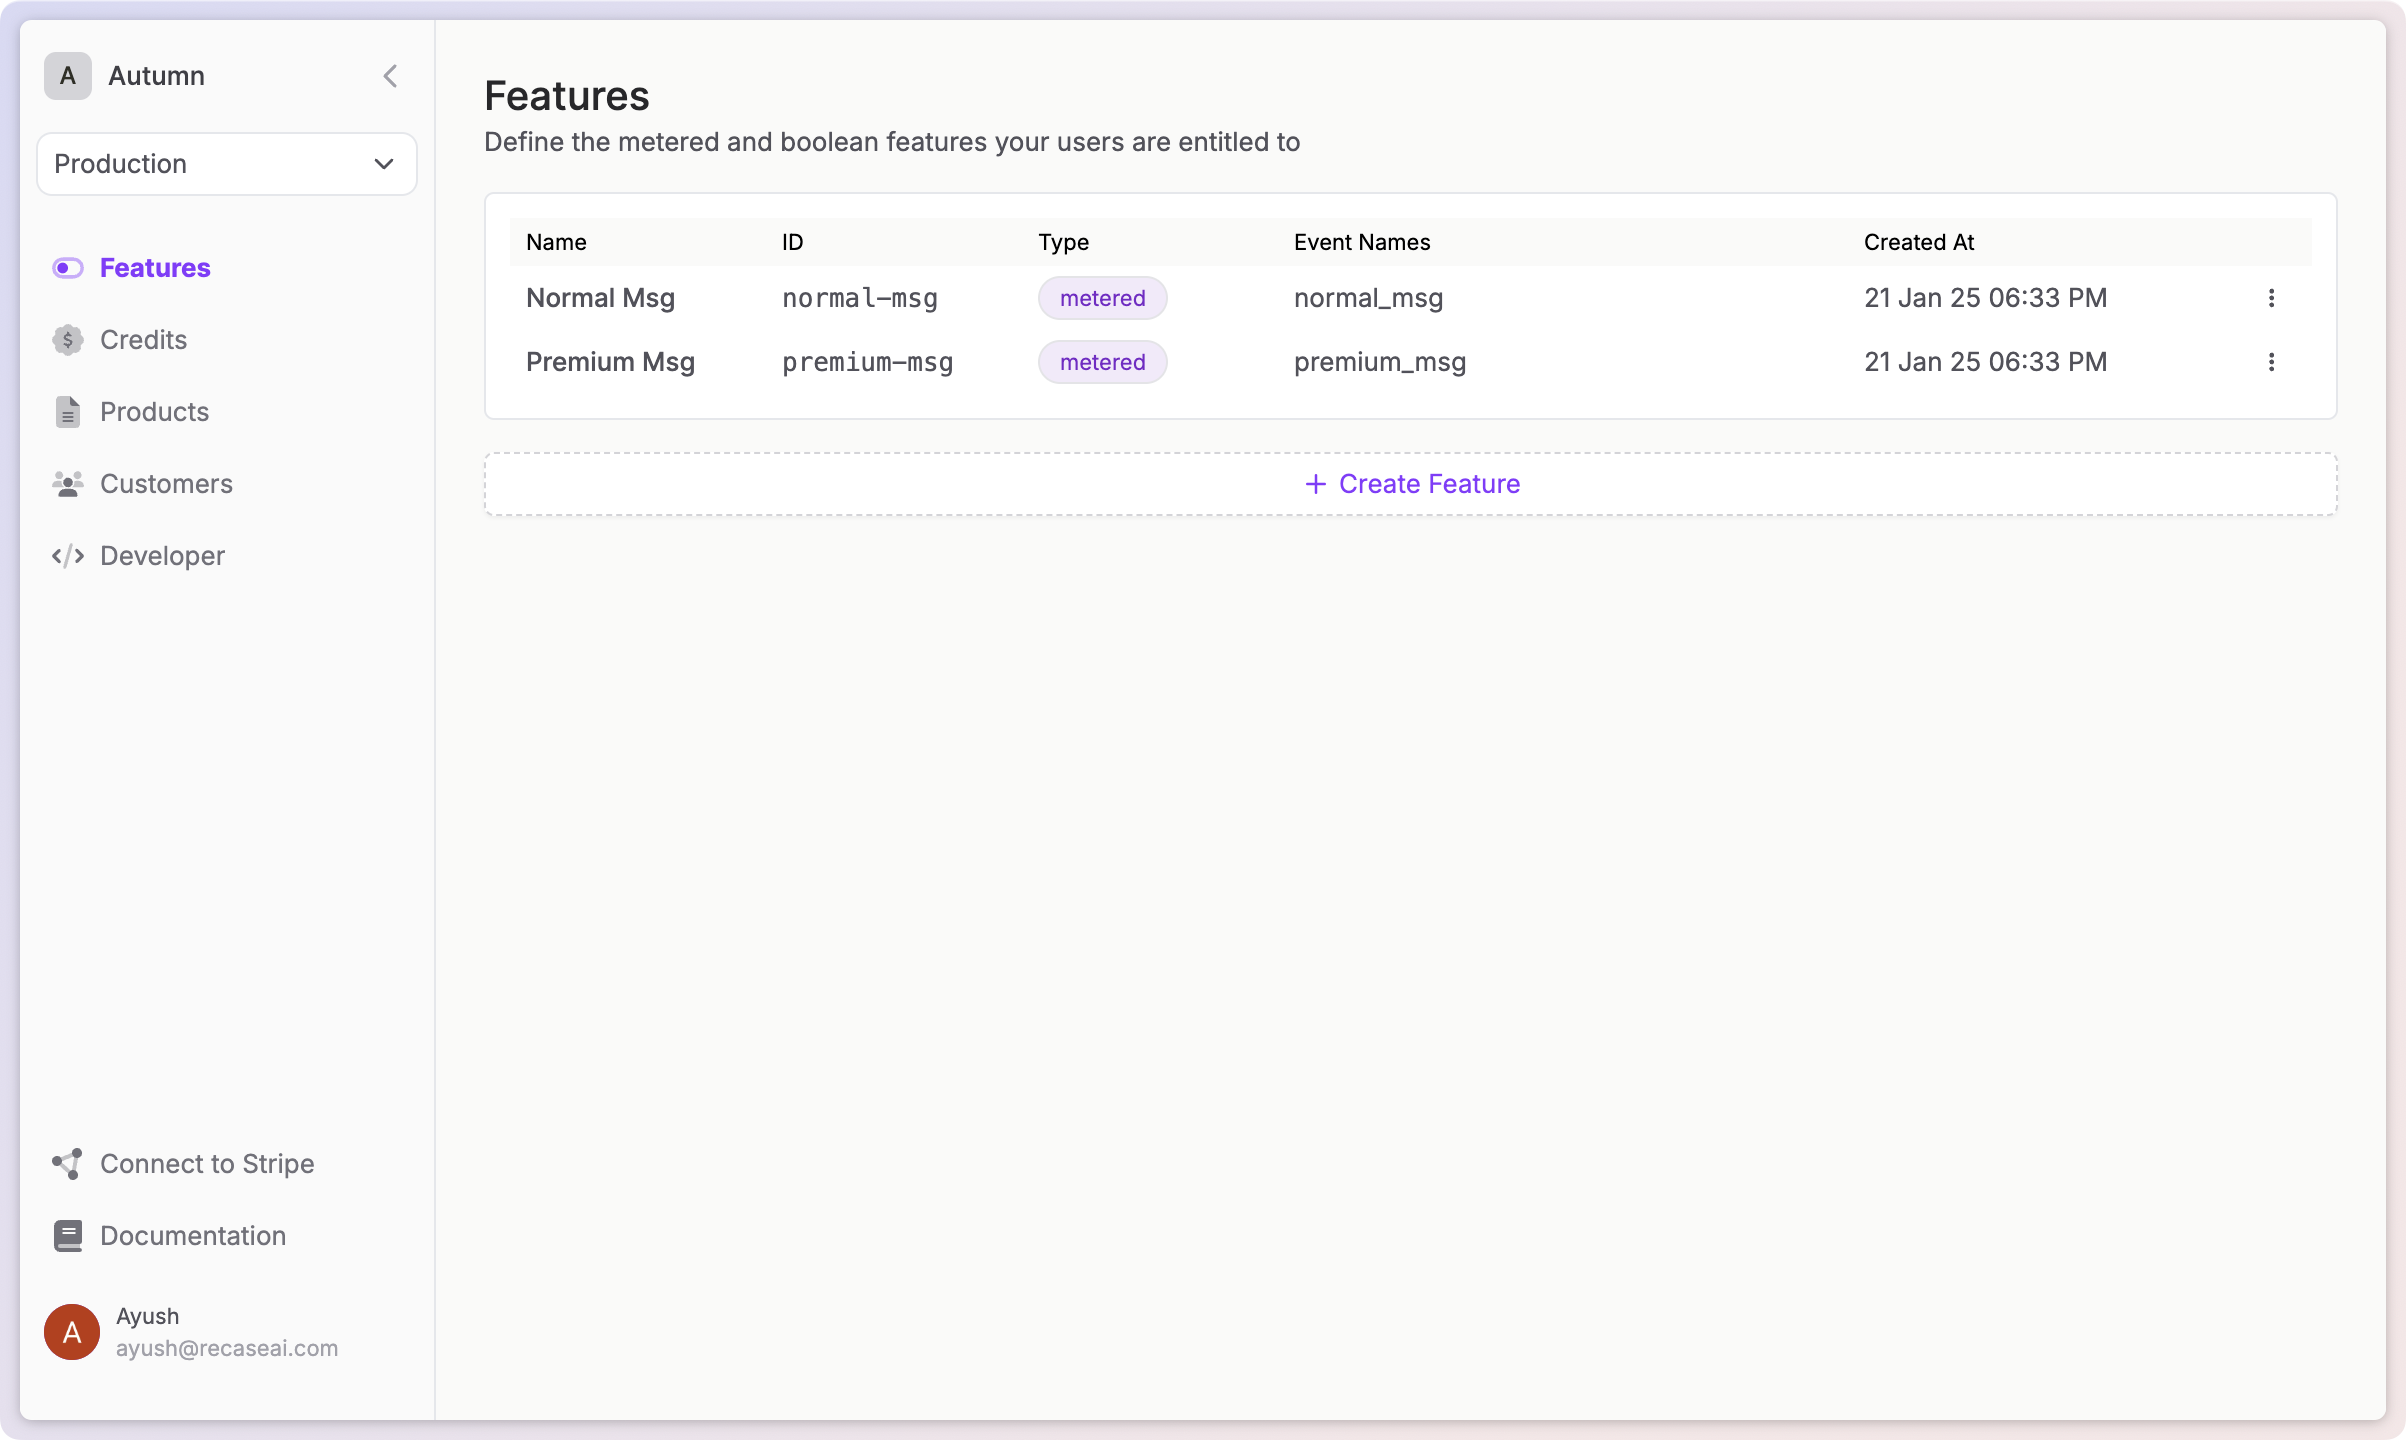 A Autumn
Production
Features
Credits
Products
Customers
Developer
Connect to Stripe
Documentation
A
Ayush
ayush@recaseai.com
Features
Define the metered and boolean features your users are entitled to
Name ID Type Event Names Created At
Normal Msg normal-msg metered normal_msg 21 Jan 25 06:33 PM
Premium Msg premium-msg metered premium_msg 21 Jan 25 06:33 PM
+ Create Feature